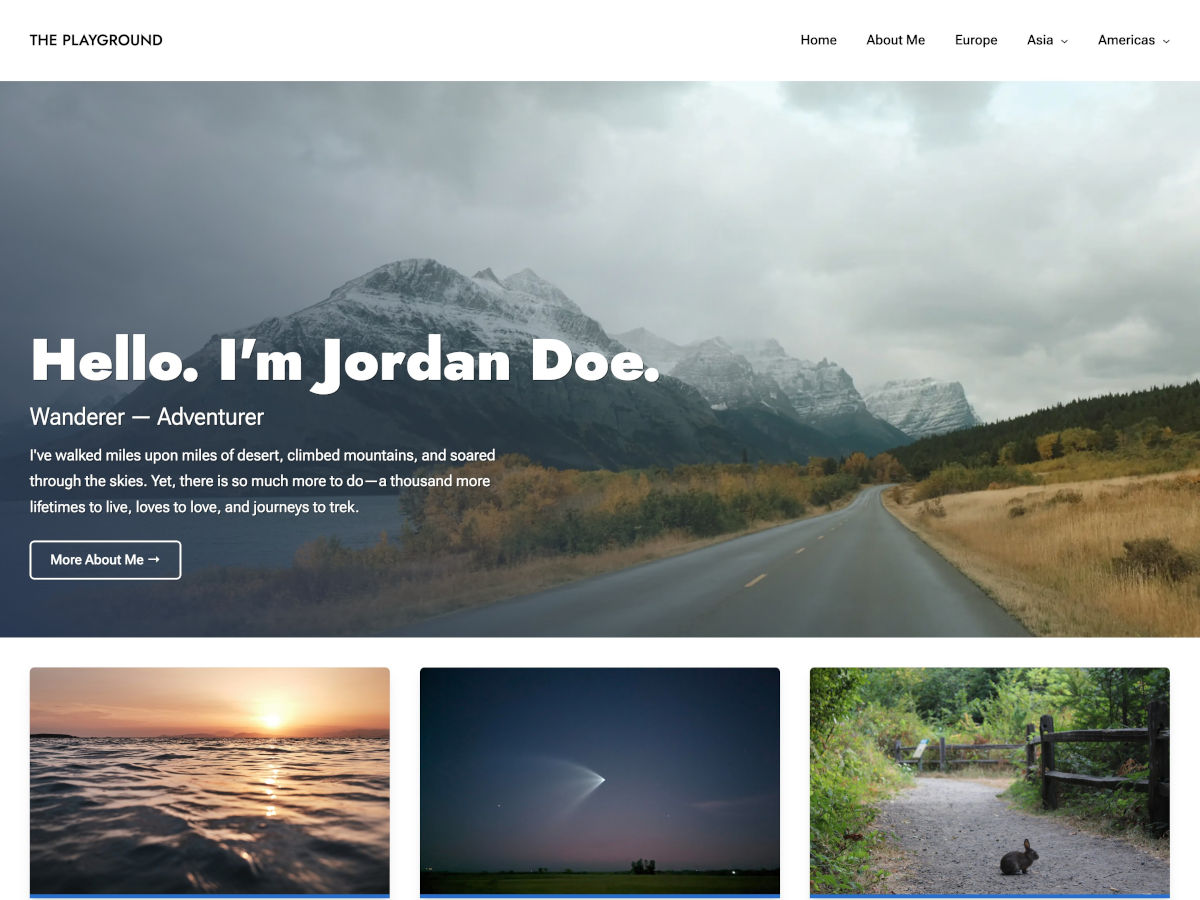 THE PLAYGROUND
Home About Me Europe Asia Americas
Hello. I'm Jordan Doe.
Wanderer — Adventurer
I've walked miles upon miles of desert, climbed mountains, and soared
through the skies. Yet, there is so much more to do—a thousand more
lifetimes to live, loves to love, and journeys to trek.
More About Me →